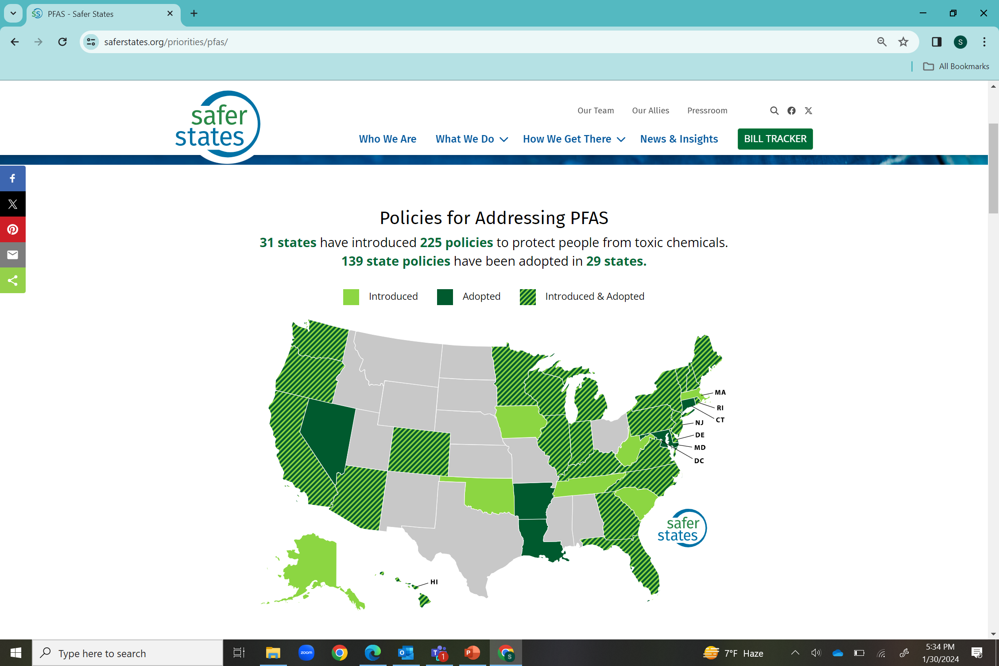 PFAS - Safer States
saferstates.org/priorities/pfas/
S
All Bookmarks
safer
states
Our Team Our Allies Pressroom
Who We Are What We Do How We Get There News & Insights BILL TRACKER
Policies for Addressing PFAS
31 states have introduced 225 policies to protect people from toxic chemicals.
139 state policies have been adopted in 29 states.
Introduced Adopted Introduced & Adopted
MA
RI
CT
NJ
DE
MD
DC
safer
states
HI
Type here to search
zoom
1
7°F Haze
5:34 PM
1/30/2024